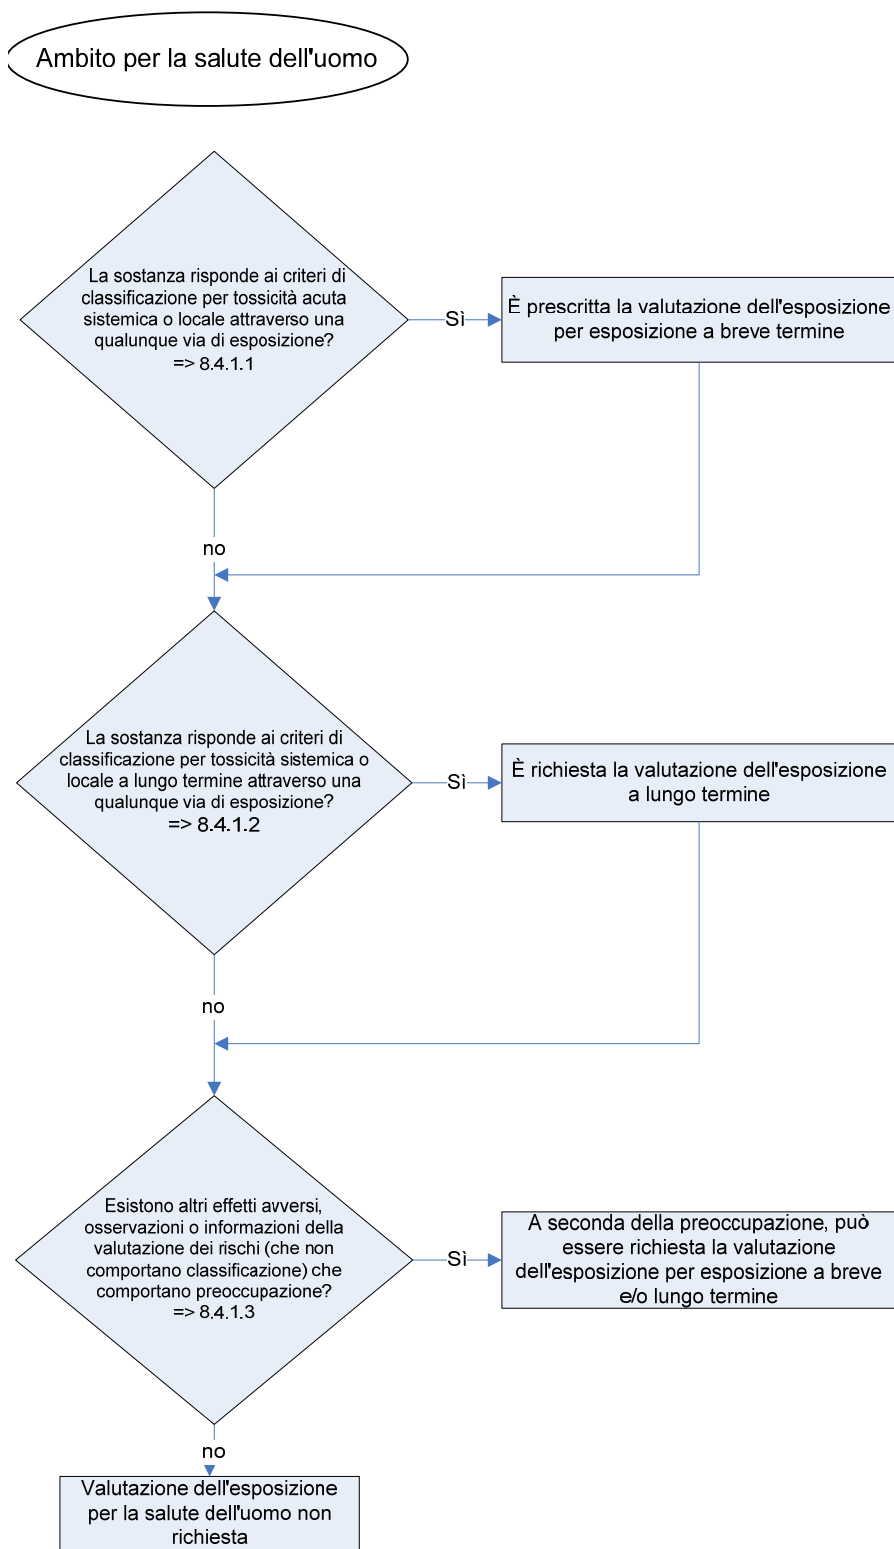 Ambito per la salute dell'uomo
La sostanza risponde ai criteri di
classificazione per tossicità acuta
sistemica o locale attraverso una
qualunque via di esposizione?
=> 8.4.1.1
Sì
È prescritta la valutazione dell'esposizione
per esposizione a breve termine
no
La sostanza risponde ai criteri di
classificazione per tossicità sistemica o
locale a lungo termine attraverso una
qualunque via di esposizione?
=> 8.4.1.2
Sì
È richiesta la valutazione dell'esposizione
a lungo termine
no
Esistono altri effetti avversi,
osservazioni o informazioni della
valutazione dei rischi (che non
comportano classificazione) che
comportano preoccupazione?
=> 8.4.1.3
Sì
A seconda della preoccupazione, può
essere richiesta la valutazione
dell'esposizione per esposizione a breve
e/o lungo termine
no
Valutazione dell'esposizione
per la salute dell'uomo non
richiesta